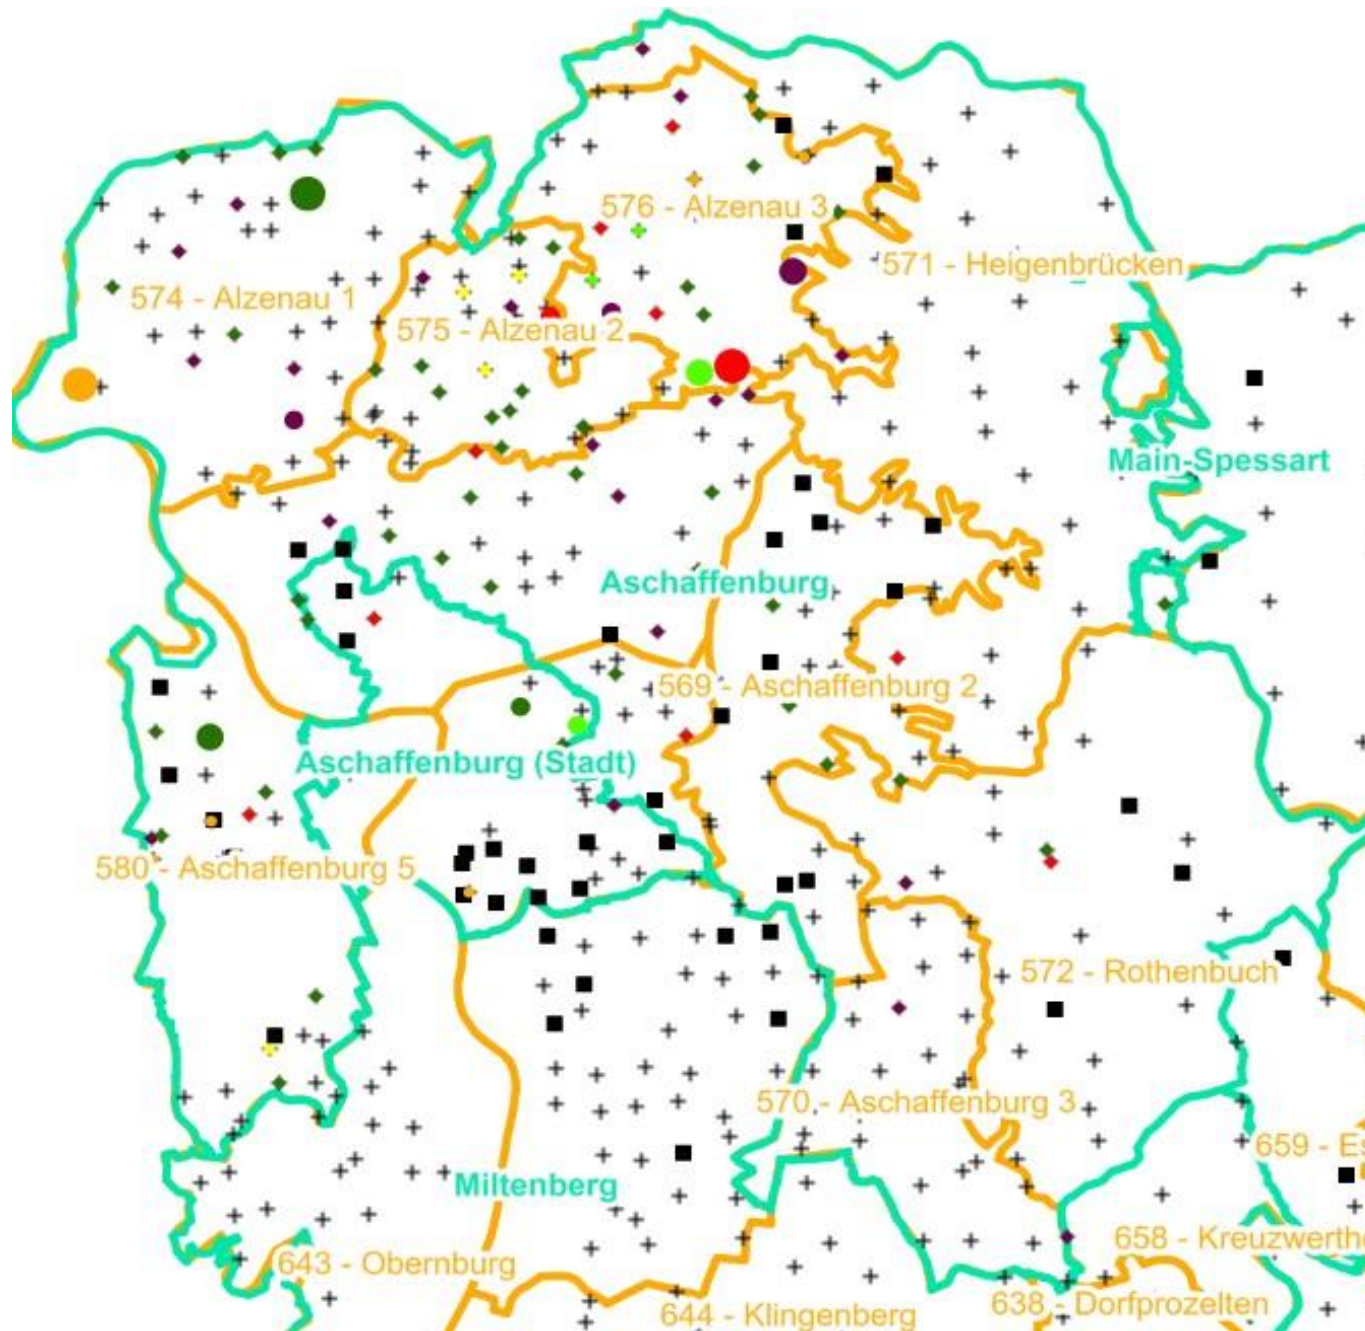 576 - Alzenau 3
571 - Heigenbrücken
574 - Alzenau 1
575 - Alzenau 2
Main-Spessart
Aschaffenburg
569 - Aschaffenburg 2
Aschaffenburg (Stadt)
580 - Aschaffenburg 5
572 - Rothenbuch
570 - Aschaffenburg 3
659 - Es
Miltenberg
658 - Kreuzwerthe
643 - Obernburg
638 - Dorfprozelten
644 - Klingenberg